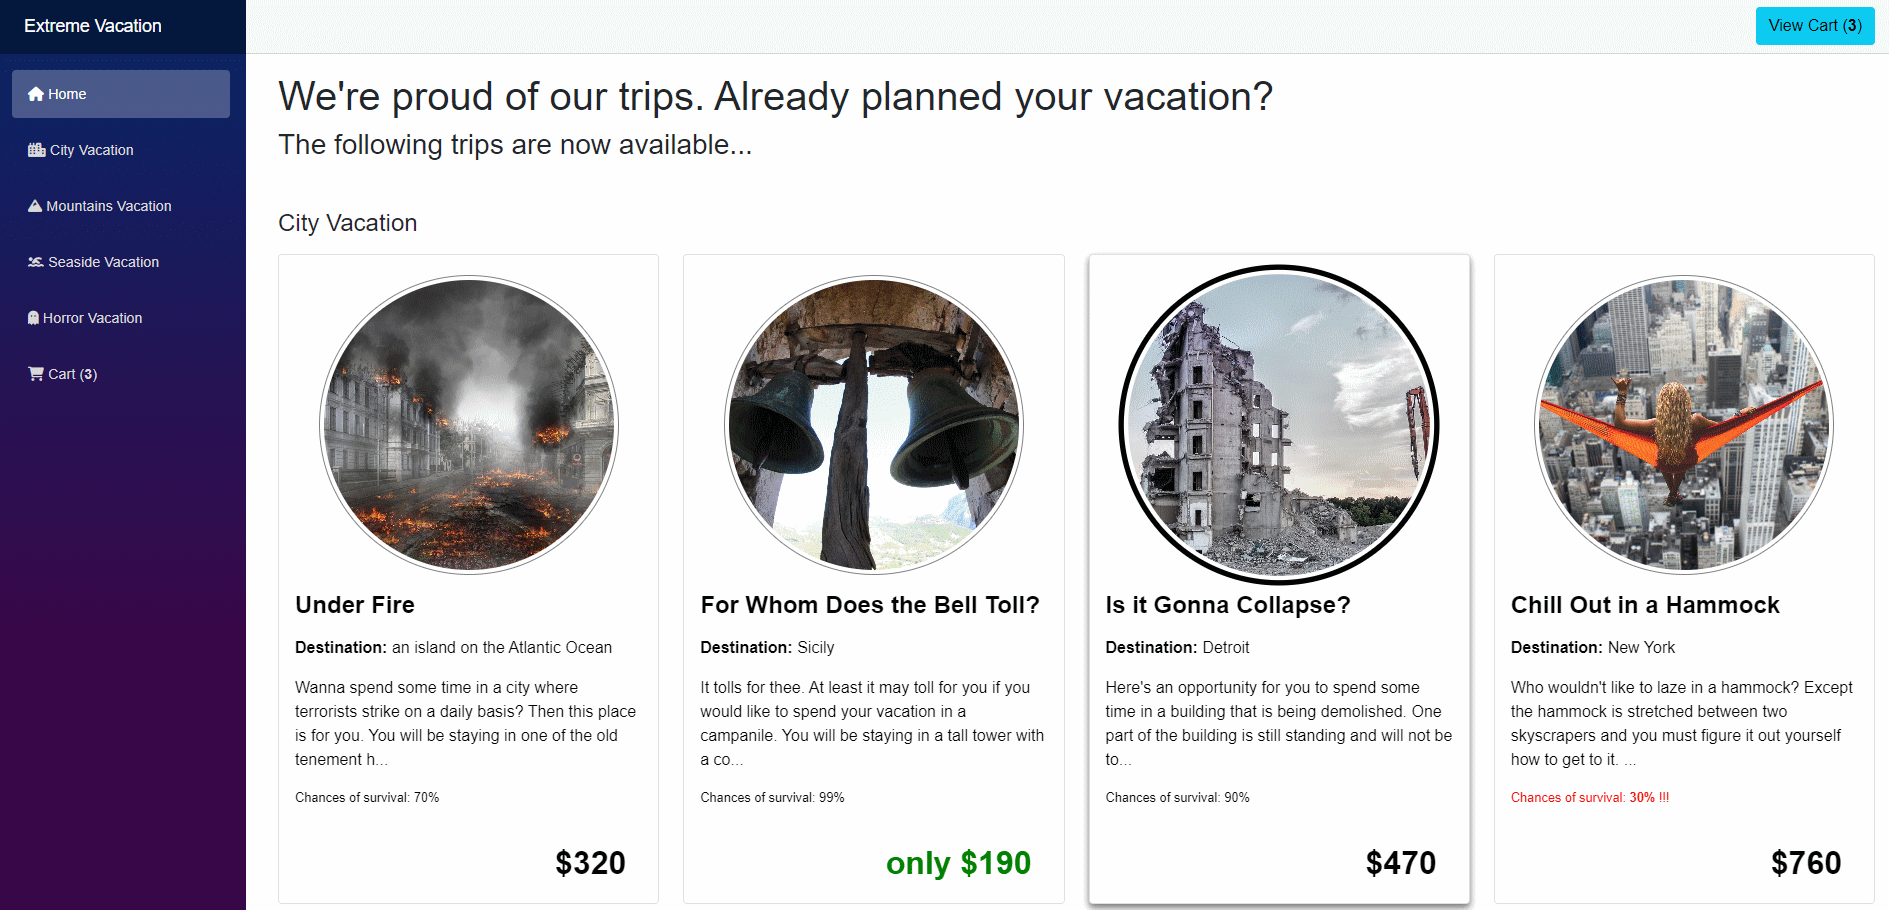 Extreme Vacation
View Cart (3)
Home
City Vacation
Mountains Vacation
Seaside Vacation
Horror Vacation
Cart (3)
We're proud of our trips. Already planned your vacation?
The following trips are now available...
City Vacation
Under Fire
Destination: an island on the Atlantic Ocean
Wanna spend some time in a city where
terrorists strike on a daily basis? Then this place
is for you. You will be staying in one of the old
tenement h...
Chances of survival: 70%
$320
For Whom Does the Bell Toll?
Destination: Sicily
It tolls for thee. At least it may toll for you if you
would like to spend your vacation in a
campanile. You will be staying in a tall tower with
a co...
Chances of survival: 99%
only $190
Is it Gonna Collapse?
Destination: Detroit
Here's an opportunity for you to spend some
time in a building that is being demolished. One
part of the building is still standing and will not be
to...
Chances of survival: 90%
$470
Chill Out in a Hammock
Destination: New York
Who wouldn't like to laze in a hammock? Except
the hammock is stretched between two
skyscrapers and you must figure it out yourself
how to get to it. ...
Chances of survival: 30% !!!
$760